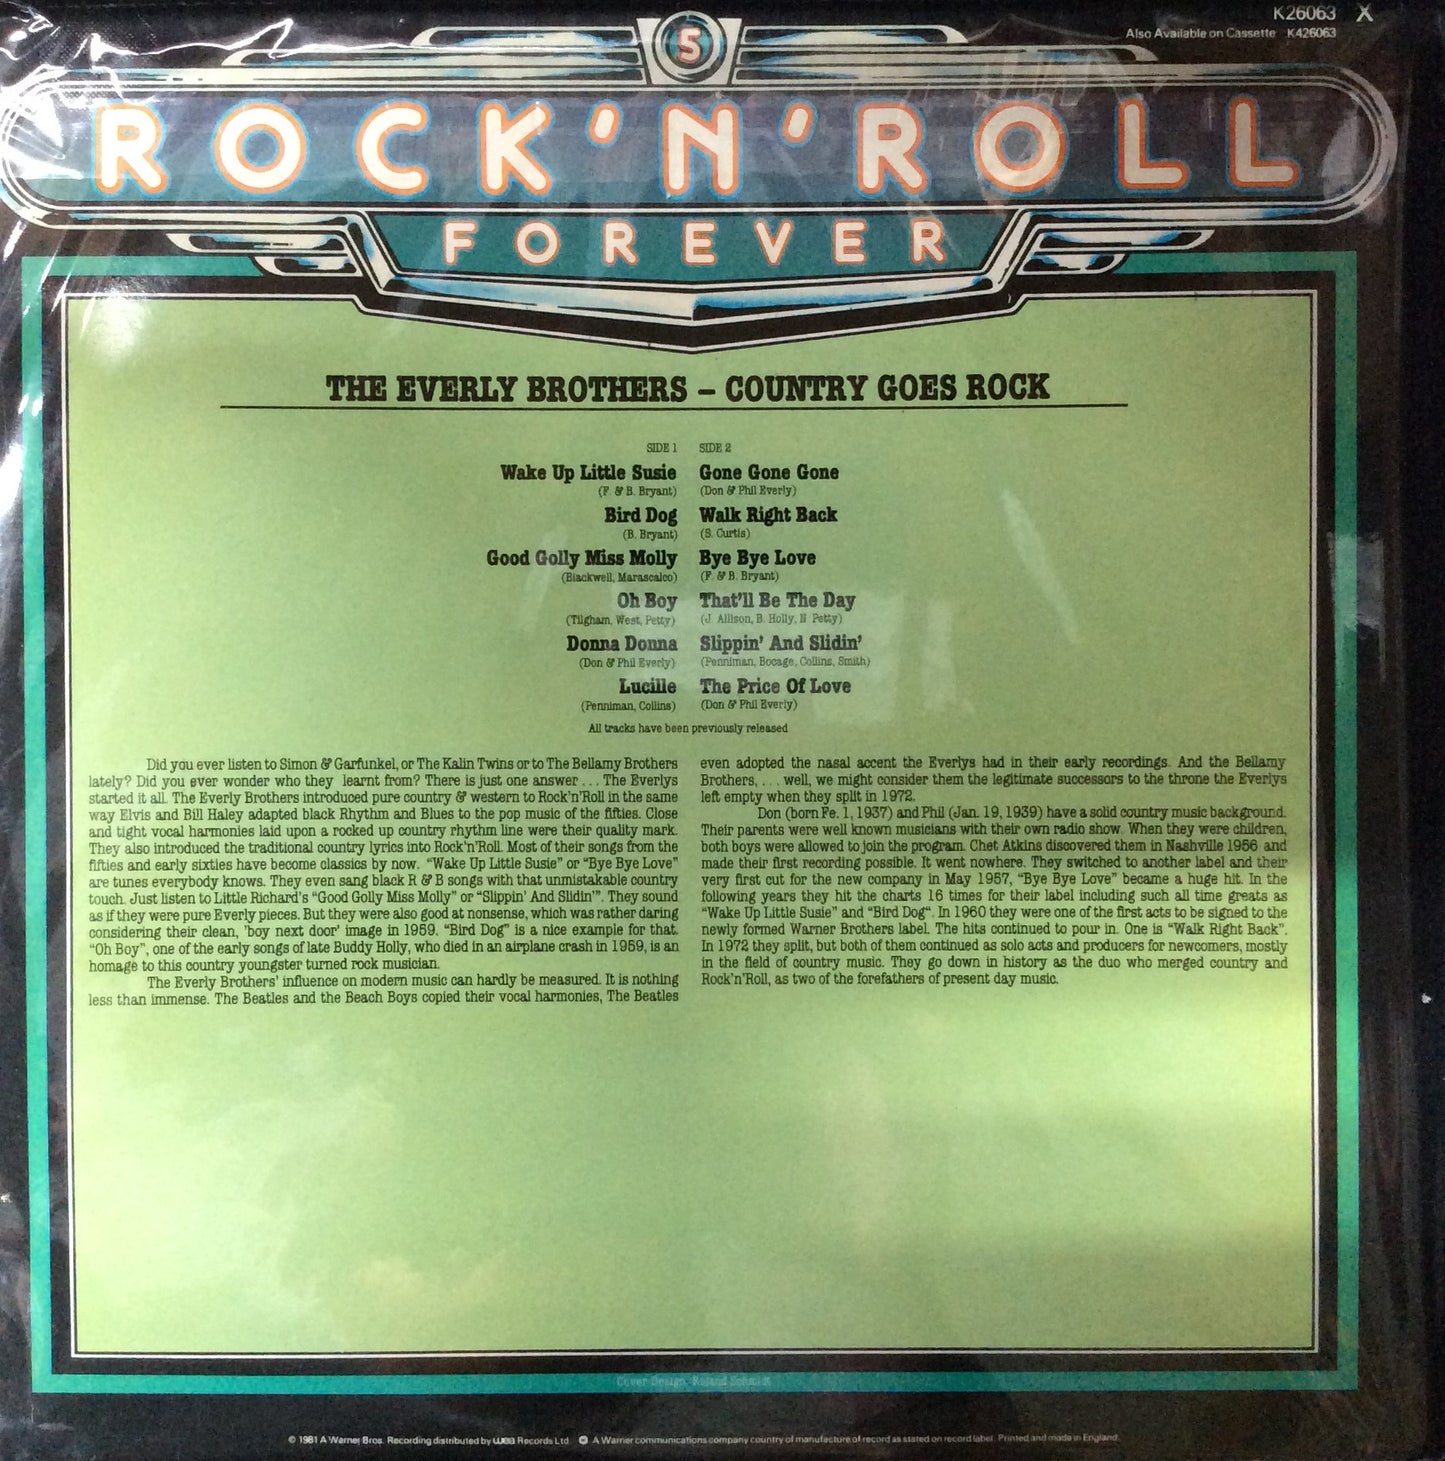 K26063 X
Also Available on Cassette K426063
5
ROCK'N'ROLL
FOREVER
THE EVERLY BROTHERS – COUNTRY GOES ROCK
SIDE 1
Wake Up Little Susie
(F. & B. Bryant)
Bird Dog
(B. Bryant)
Good Golly Miss Molly
(Blackwell, Marascalco)
Oh Boy
(Tilgham, West, Petty)
Donna Donna
(Don & Phil Everly)
Lucille
(Penniman, Collins)
SIDE 2
Gone Gone Gone
(Don & Phil Everly)
Walk Right Back
(S. Curtis)
Bye Bye Love
(F. & B. Bryant)
That'll Be The Day
(J. Allison, B. Holly, N. Petty)
Slippin' And Slidin'
(Penniman, Bocage, Collins, Smith)
The Price Of Love
(Don & Phil Everly)
All tracks have been previously released
Did you ever listen to Simon & Garfunkel, or The Kalin Twins or to The Bellamy Brothers
lately? Did you ever wonder who they learnt from? There is just one answer . . . The Everlys
started it all. The Everly Brothers introduced pure country & western to Rock'n'Roll in the same
way Elvis and Bill Haley adapted black Rhythm and Blues to the pop music of the fifties. Close
and tight vocal harmonies laid upon a rocked up country rhythm line were their quality mark.
They also introduced the traditional country lyrics into Rock'n'Roll. Most of their songs from the
fifties and early sixties have become classics by now. "Wake Up Little Susie" or "Bye Bye Love"
are tunes everybody knows. They even sang black R & B songs with that unmistakable country
touch. Just listen to Little Richard's "Good Golly Miss Molly" or "Slippin' And Slidin'". They sound
as if they were pure Everly pieces. But they were also good at nonsense, which was rather daring
considering their clean, 'boy next door' image in 1959. "Bird Dog" is a nice example for that.
"Oh Boy", one of the early songs of late Buddy Holly, who died in an airplane crash in 1959, is an
homage to this country youngster turned rock musician.
The Everly Brothers' influence on modern music can hardly be measured. It is nothing
less than immense. The Beatles and the Beach Boys copied their vocal harmonies, The Beatles
even adopted the nasal accent the Everlys had in their early recordings. And the Bellamy
Brothers, . . . well, we might consider them the legitimate successors to the throne the Everlys
left empty when they split in 1972.
Don (born Fe. 1, 1937) and Phil (Jan. 19, 1939) have a solid country music background.
Their parents were well known musicians with their own radio show. When they were children,
both boys were allowed to join the program. Chet Atkins discovered them in Nashville 1956 and
made their first recording possible. It went nowhere. They switched to another label and their
very first cut for the new company in May 1957, "Bye Bye Love" became a huge hit. In the
following years they hit the charts 16 times for their label including such all time greats as
"Wake Up Little Susie" and "Bird Dog". In 1960 they were one of the first acts to be signed to the
newly formed Warner Brothers label. The hits continued to pour in. One is "Walk Right Back".
In 1972 they split, but both of them continued as solo acts and producers for newcomers, mostly
in the field of country music. They go down in history as the duo who merged country and
Rock'n'Roll, as two of the forefathers of present day music.
Cover Design: Roland Schmidt
© 1981 A Warner Bros. Recording distributed by wea Records Ltd. A Warner communications company country of manufacture of record as stated on record label. Printed and made in England.